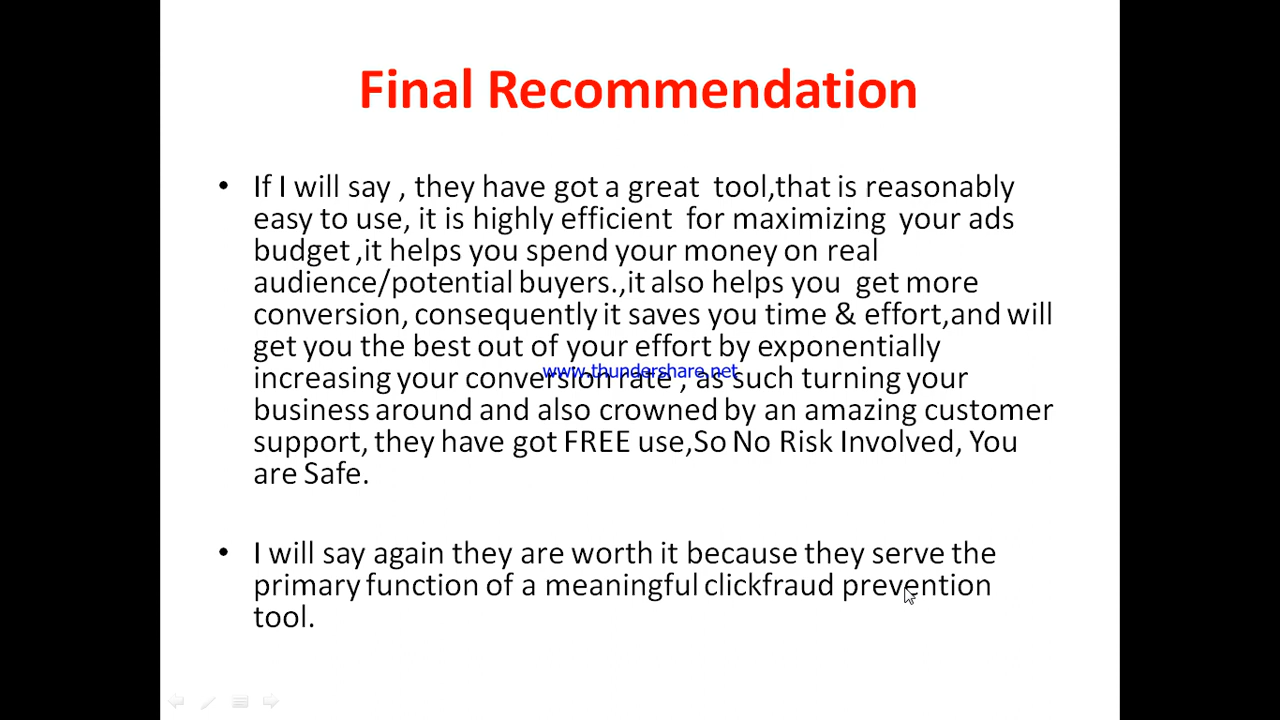 Final Recommendation
• If I will say , they have got a great  tool,that is reasonably
easy to use, it is highly efficient  for maximizing  your ads
budget ,it helps you spend your money on real
audience/potential buyers.,it also helps you  get more
conversion, consequently it saves you time & effort,and will
get you the best out of your effort by exponentially
www.thundershare.net
increasing your conversion rate , as such turning your
business around and also crowned by an amazing customer
support, they have got FREE use,So No Risk Involved, You
are Safe.
• I will say again they are worth it because they serve the
primary function of a meaningful clickfraud prevention
tool.